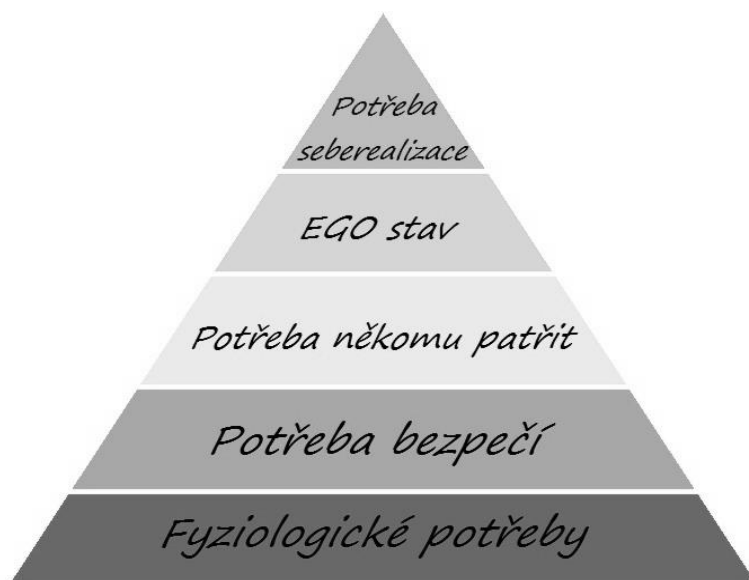 Potřeba
seberealizace
EGO stav
Potřeba někomu patřit
Potřeba bezpečí
Fyziologické potřeby